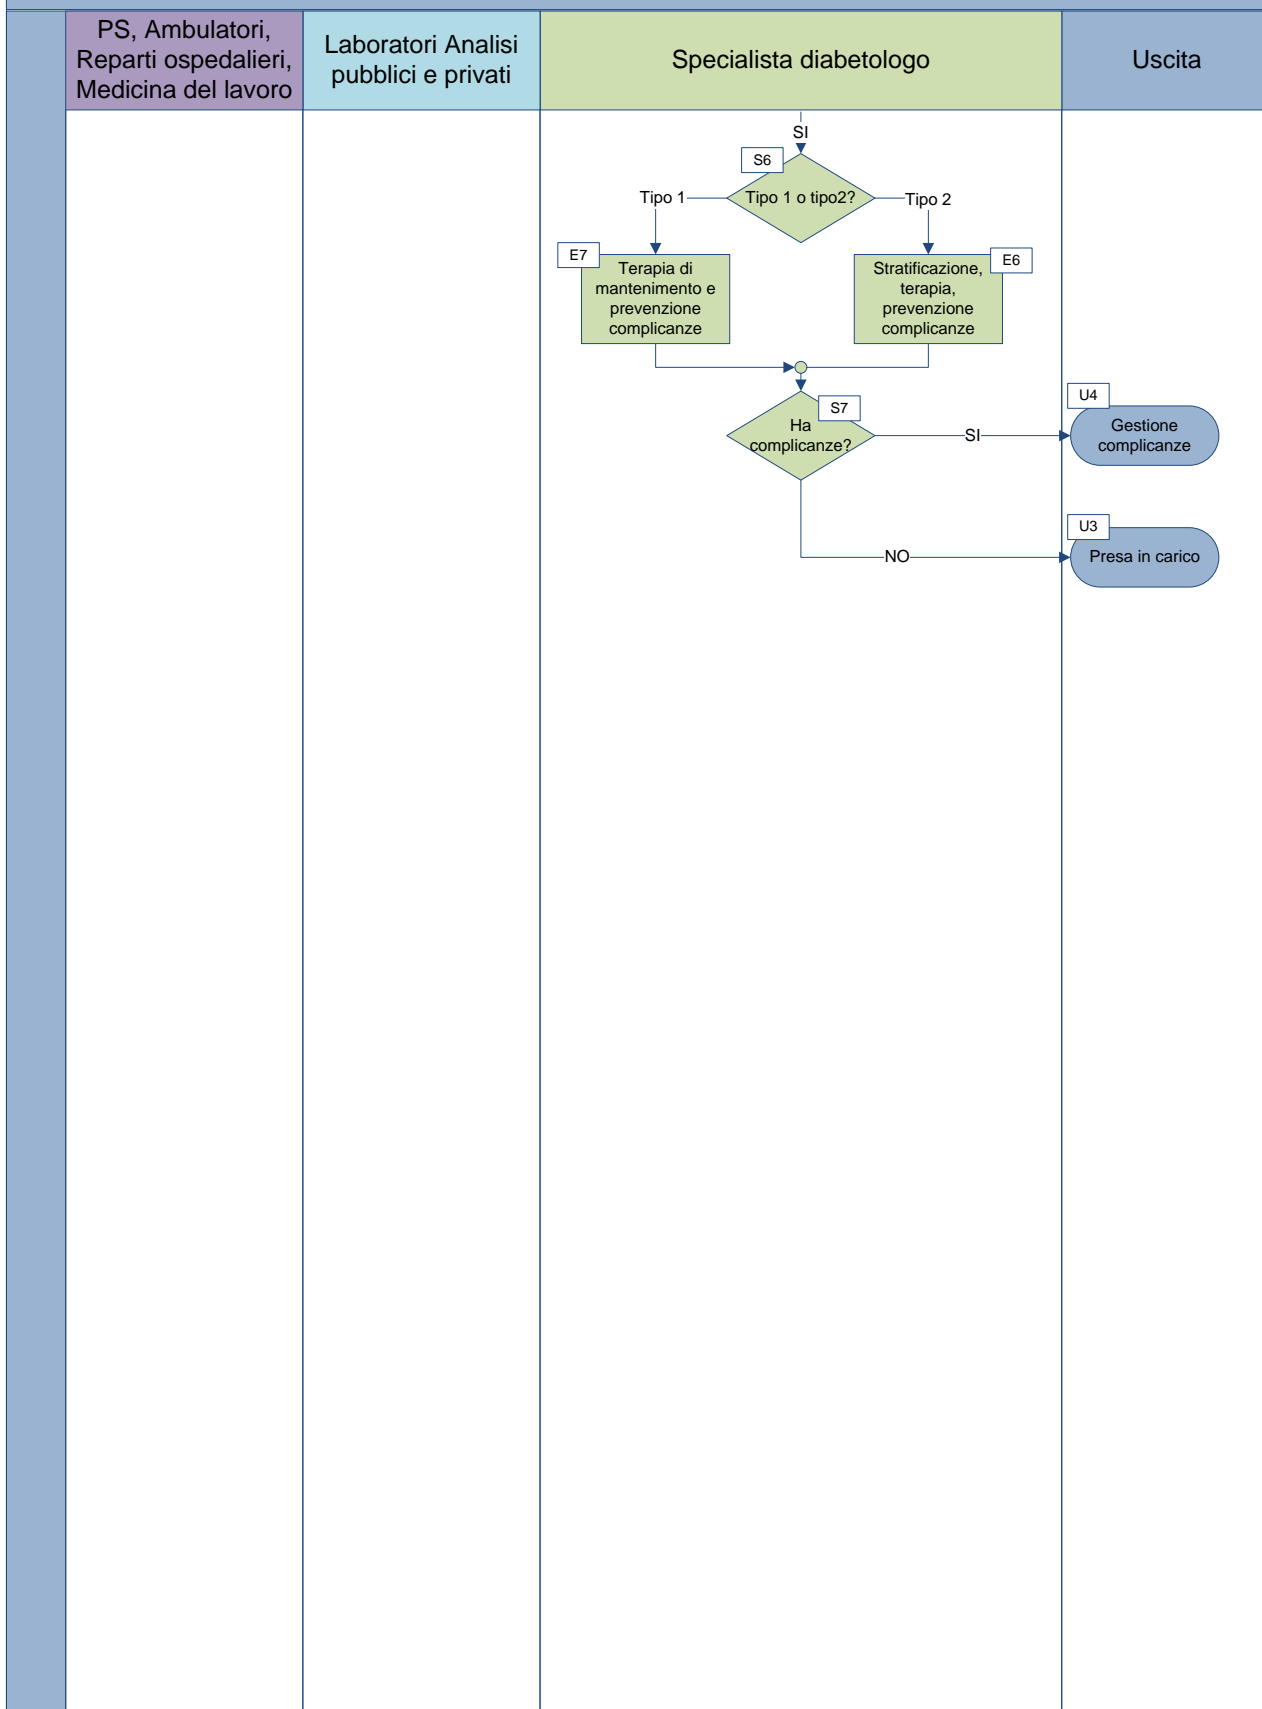 PS, Ambulatori,
Reparti ospedalieri,
Medicina del lavoro
Laboratori Analisi
pubblici e privati
Specialista diabetologo
Uscita
SI
S6
Tipo 1
Tipo 1 o tipo2?
Tipo 2
E7
Terapia di
mantenimento e
prevenzione
complicanze
E6
Stratificazione,
terapia,
prevenzione
complicanze
S7
Ha
complicanze?
SI
U4
Gestione
complicanze
NO
U3
Presa in carico